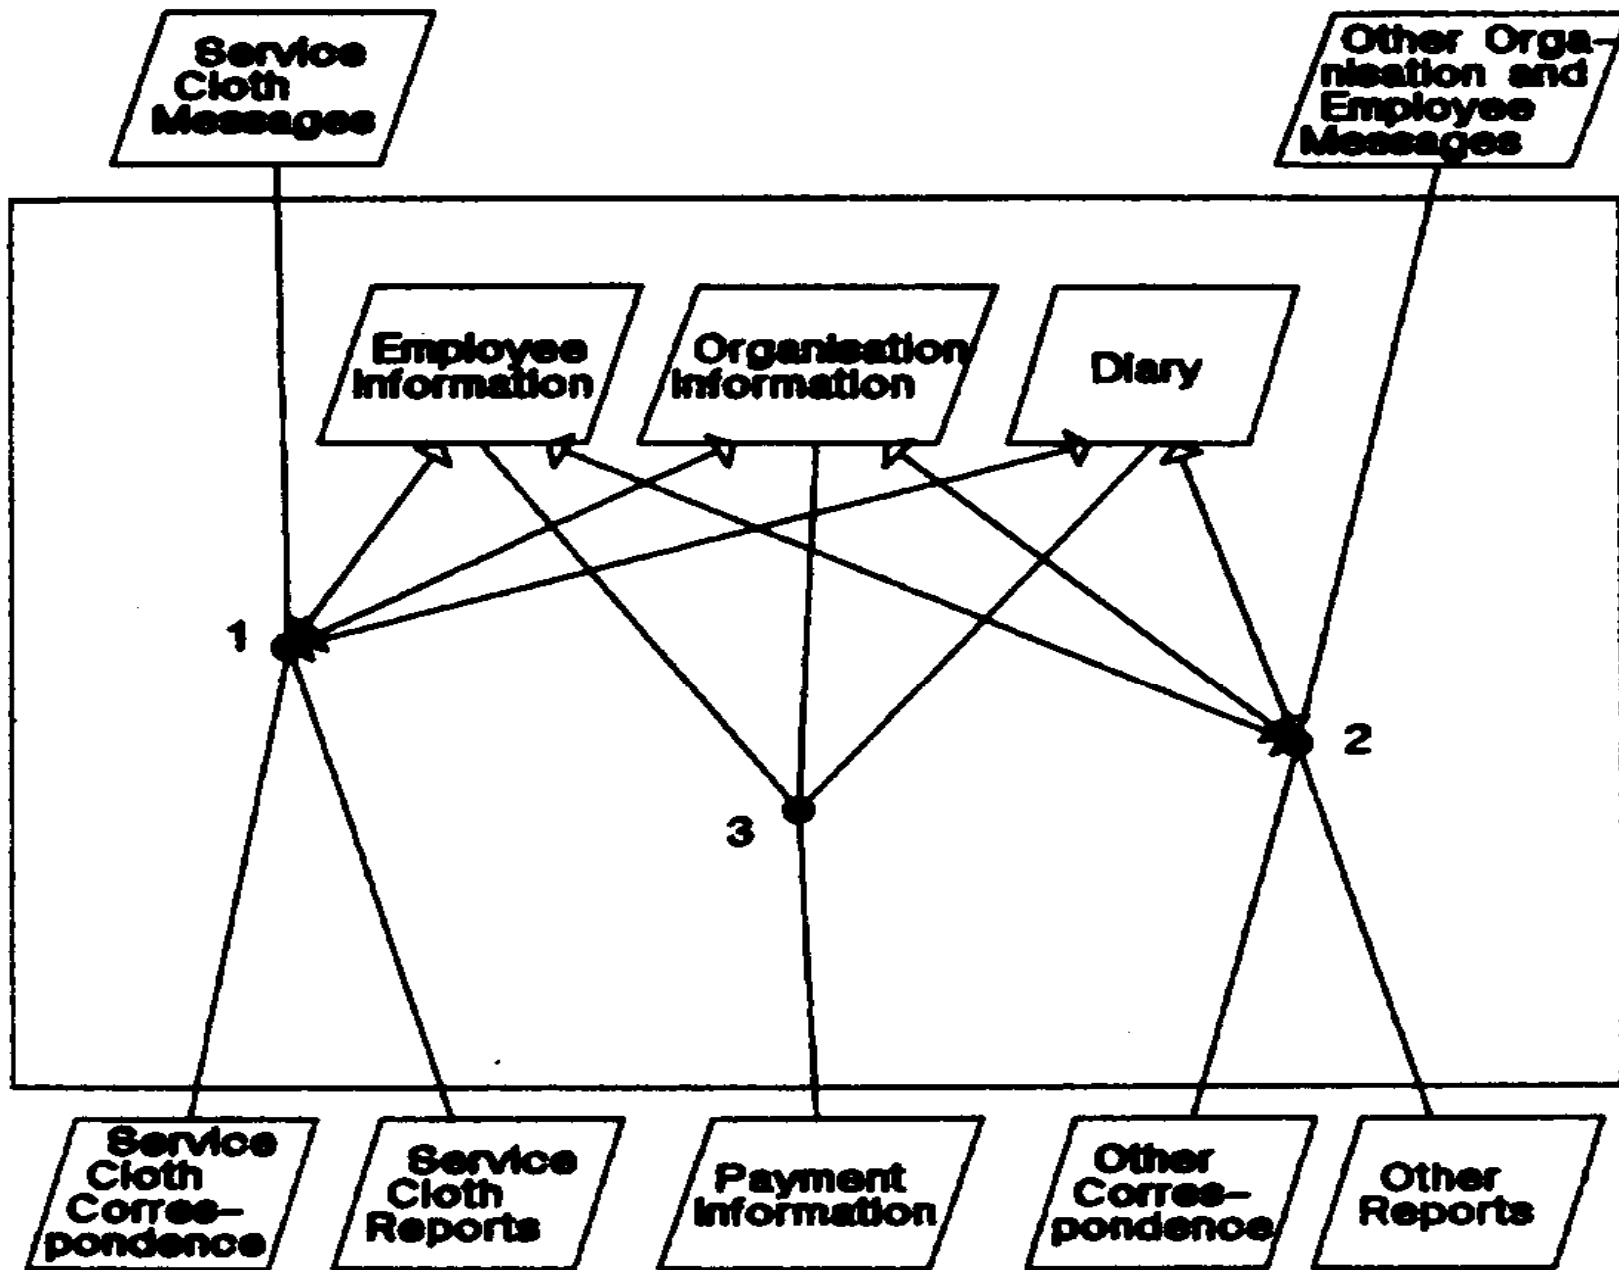 Service
Cloth
Messages
Other Orga-
nisation and
Employee
Messages
Employee
Information
Organisation
Information
Diary
1
2
3
Service
Cloth
Corres-
pondence
Service
Cloth
Reports
Payment
Information
Other
Corres-
pondence
Other
Reports